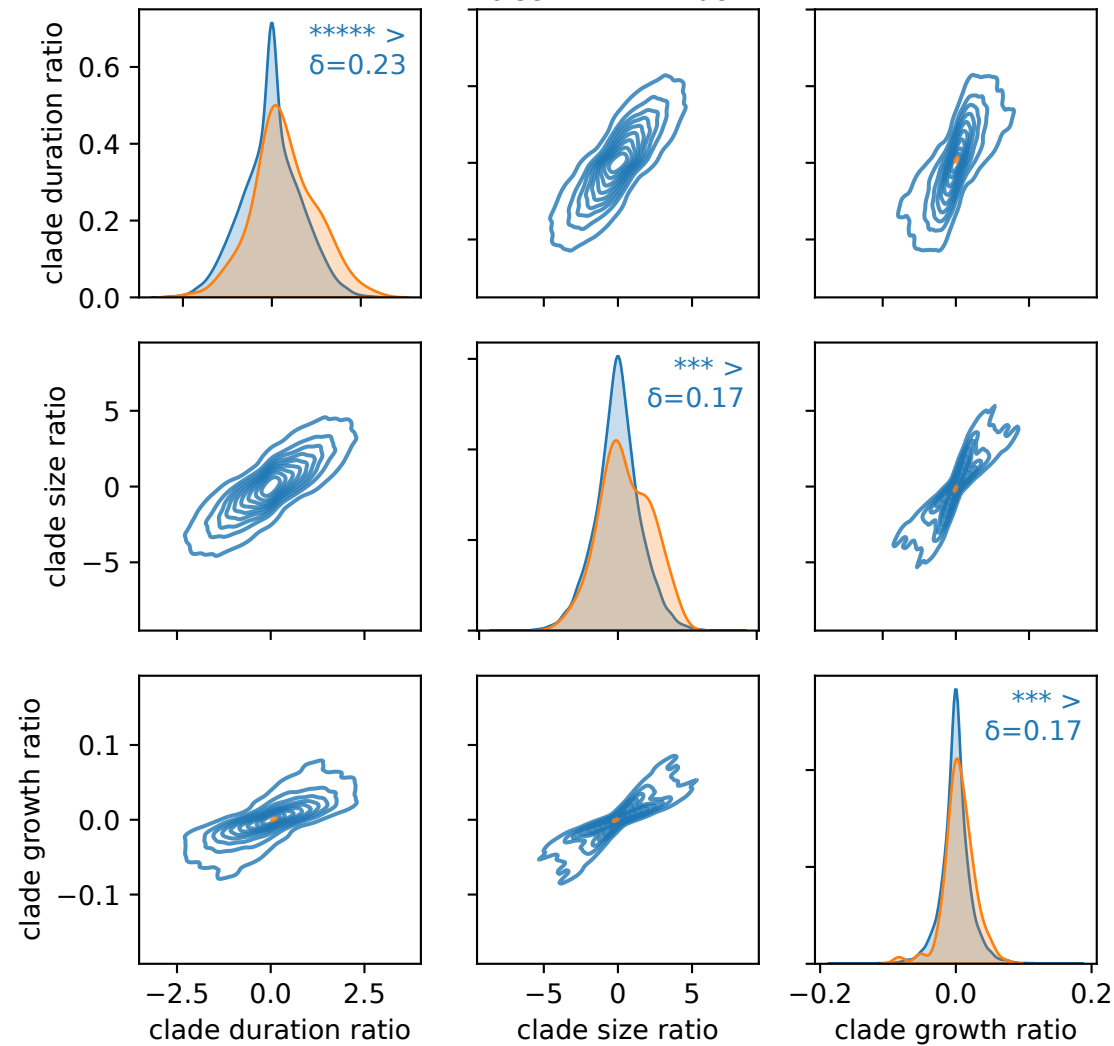 clade duration ratio
0.6
0.4
0.2
0.0
***** >
δ=0.23
clade size ratio
5
0
−5
*** >
δ=0.17
clade growth ratio
0.1
0.0
−0.1
*** >
δ=0.17
−2.5 0.0 2.5
−5 0 5
−0.2 0.0 0.2
clade duration ratio
clade size ratio
clade growth ratio